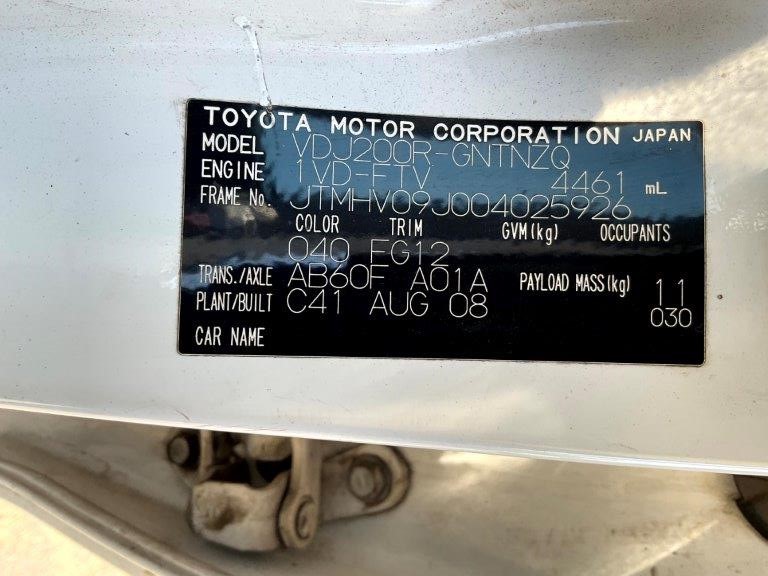 TOYOTA MOTOR CORPORATION JAPAN
MODEL VDJ200R-GNTNZQ
ENGINE 1VD-FTV 4461 mL
FRAME No. JTMHV09J004025926
COLOR TRIM GVM(kg) OCCUPANTS
040 FG12
TRANS./AXLE AB60F A01A PAYLOAD MASS(kg) 11
PLANT/BUILT C41 AUG 08 030
CAR NAME